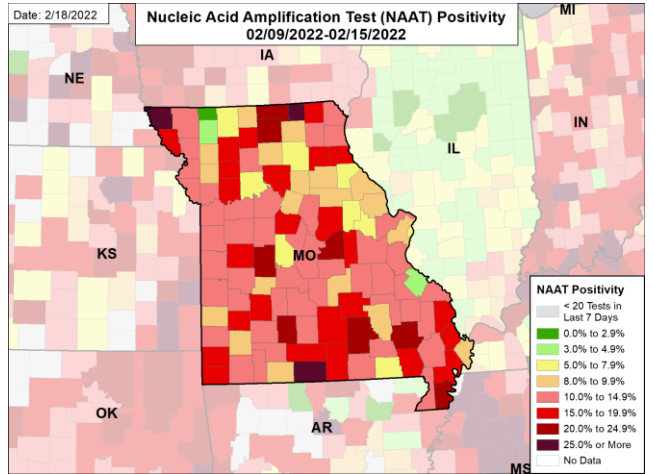 Date: 2/18/2022
Nucleic Acid Amplification Test (NAAT) Positivity
02/09/2022-02/15/2022
MI
IA
NE
IN
IL
KS
MO
OK
AR
MS
NAAT Positivity
< 20 Tests in
Last 7 Days
0.0% to 2.9%
3.0% to 4.9%
5.0% to 7.9%
8.0% to 9.9%
10.0% to 14.9%
15.0% to 19.9%
20.0% to 24.9%
25.0% or More
No Data